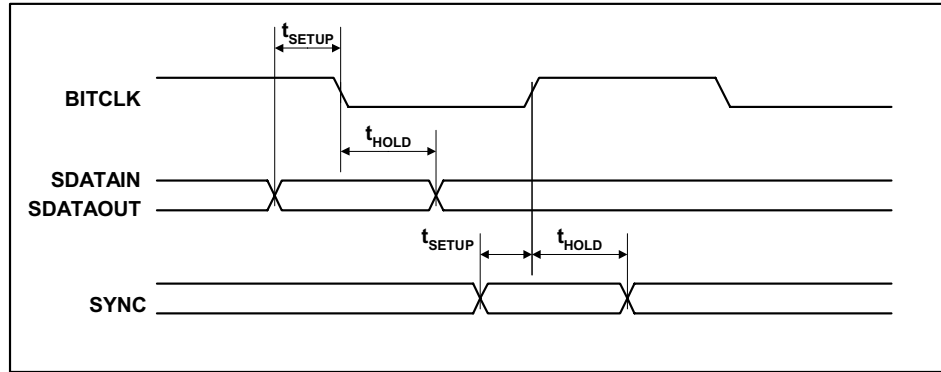 tSETUP
BITCLK
tHOLD
SDATAIN
SDATAOUT
tSETUP tHOLD
SYNC